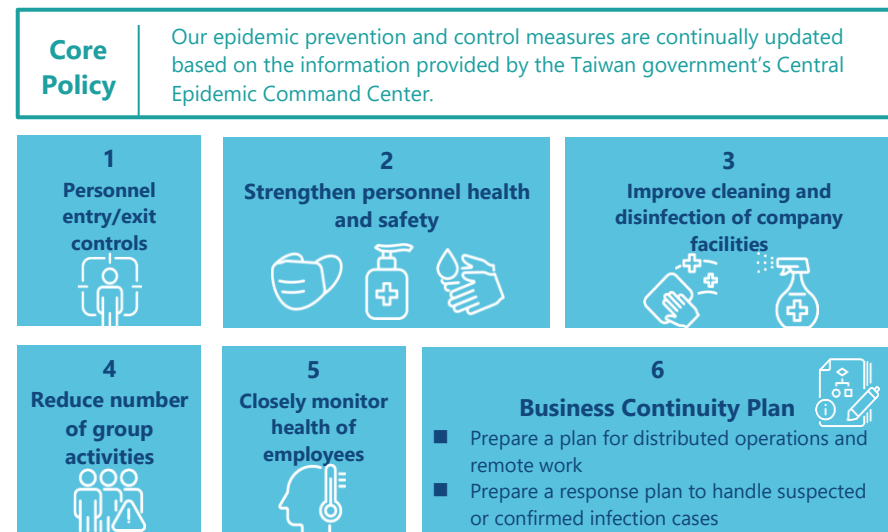 Core
Policy
Our epidemic prevention and control measures are continually updated
based on the information provided by the Taiwan government's Central
Epidemic Command Center.
1
Personnel
entry/exit
controls
2
Strengthen personnel health
and safety
3
Improve cleaning and
disinfection of company
facilities
4
Reduce number
of group
activities
5
Closely monitor
health of
employees
6
Business Continuity Plan
■ Prepare a plan for distributed operations and
remote work
■ Prepare a response plan to handle suspected
or confirmed infection cases